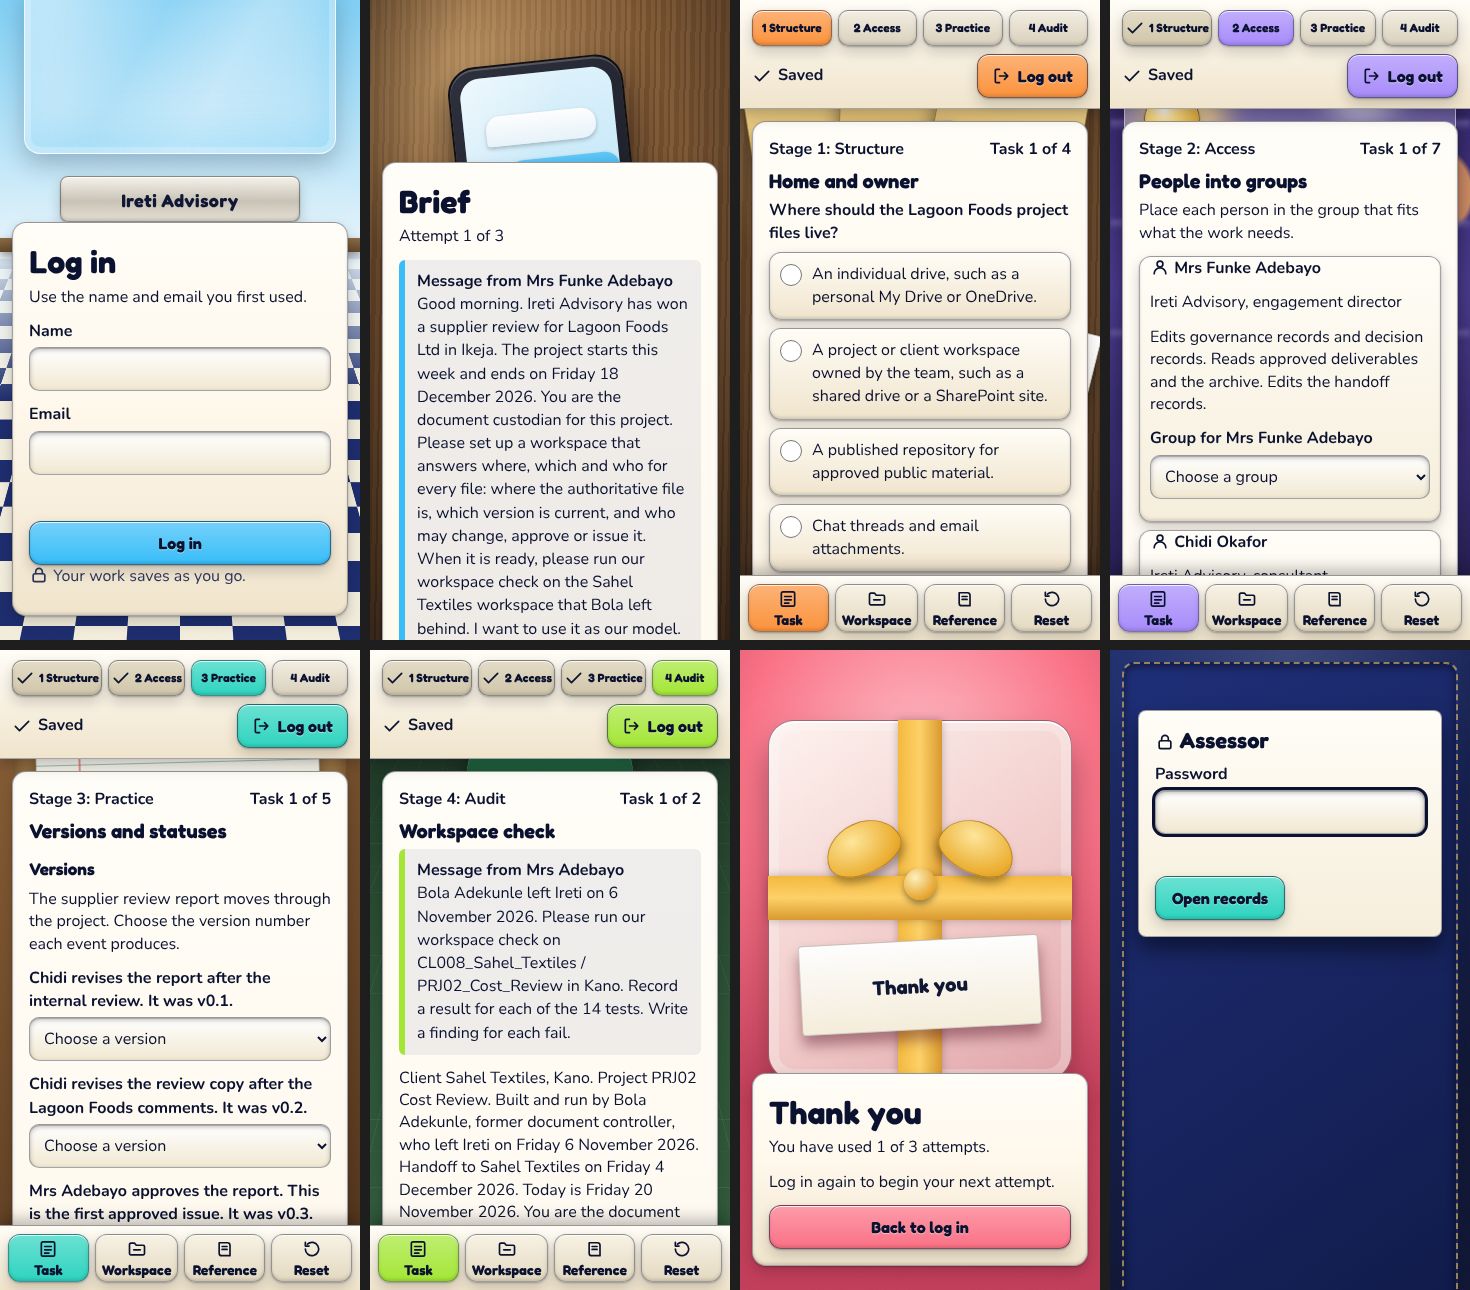 Ireti Advisory
Log in
Use the name and email you first used.
Name
Email
Log in
Your work saves as you go.
Brief
Attempt 1 of 3
Message from Mrs Funke Adebayo
Good morning. Ireti Advisory has won
a supplier review for Lagoon Foods
Ltd in Ikeja. The project starts this
week and ends on Friday 18
December 2026. You are the
document custodian for this project.
Please set up a workspace that
answers where, which and who for
every file: where the authoritative file
is, which version is current, and who
may change, approve or issue it.
When it is ready, please run our
workspace check on the Sahel
Textiles workspace that Bola left
behind. I want to use it as our model.
1 Structure
2 Access
3 Practice
4 Audit
Saved
Log out
Stage 1: Structure
Task 1 of 4
Home and owner
Where should the Lagoon Foods project
files live?
An individual drive, such as a
personal My Drive or OneDrive.
A project or client workspace
owned by the team, such as a
shared drive or a SharePoint site.
A published repository for
approved public material.
Chat threads and email
attachments.
Task
Workspace
Reference
Reset
1 Structure
2 Access
3 Practice
4 Audit
Saved
Log out
Stage 2: Access
Task 1 of 7
People into groups
Place each person in the group that fits
what the work needs.
Mrs Funke Adebayo
Ireti Advisory, engagement director
Edits governance records and decision
records. Reads approved deliverables
and the archive. Edits the handoff
records.
Group for Mrs Funke Adebayo
Choose a group
Chidi Okafor
Ireti Advisory, consultant
Task
Workspace
Reference
Reset
1 Structure
2 Access
3 Practice
4 Audit
Saved
Log out
Stage 3: Practice
Task 1 of 5
Versions and statuses
Versions
The supplier review report moves through
the project. Choose the version number
each event produces.
Chidi revises the report after the
internal review. It was v0.1.
Choose a version
Chidi revises the review copy after the
Lagoon Foods comments. It was v0.2.
Choose a version
Mrs Adebayo approves the report. This
is the first approved issue. It was v0.3.
Task
Workspace
Reference
Reset
1 Structure
2 Access
3 Practice
4 Audit
Saved
Log out
Stage 4: Audit
Task 1 of 2
Workspace check
Message from Mrs Adebayo
Bola Adekunle left Ireti on 6
November 2026. Please run our
workspace check on
CL008_Sahel_Textiles /
PRJ02_Cost_Review in Kano. Record
a result for each of the 14 tests. Write
a finding for each fail.
Client Sahel Textiles, Kano. Project PRJ02
Cost Review. Built and run by Bola
Adekunle, former document controller,
who left Ireti on Friday 6 November 2026.
Handoff to Sahel Textiles on Friday 4
December 2026. Today is Friday 20
November 2026. You are the document
Task
Workspace
Reference
Reset
Thank you
Thank you
You have used 1 of 3 attempts.
Log in again to begin your next attempt.
Back to log in
Assessor
Password
Open records